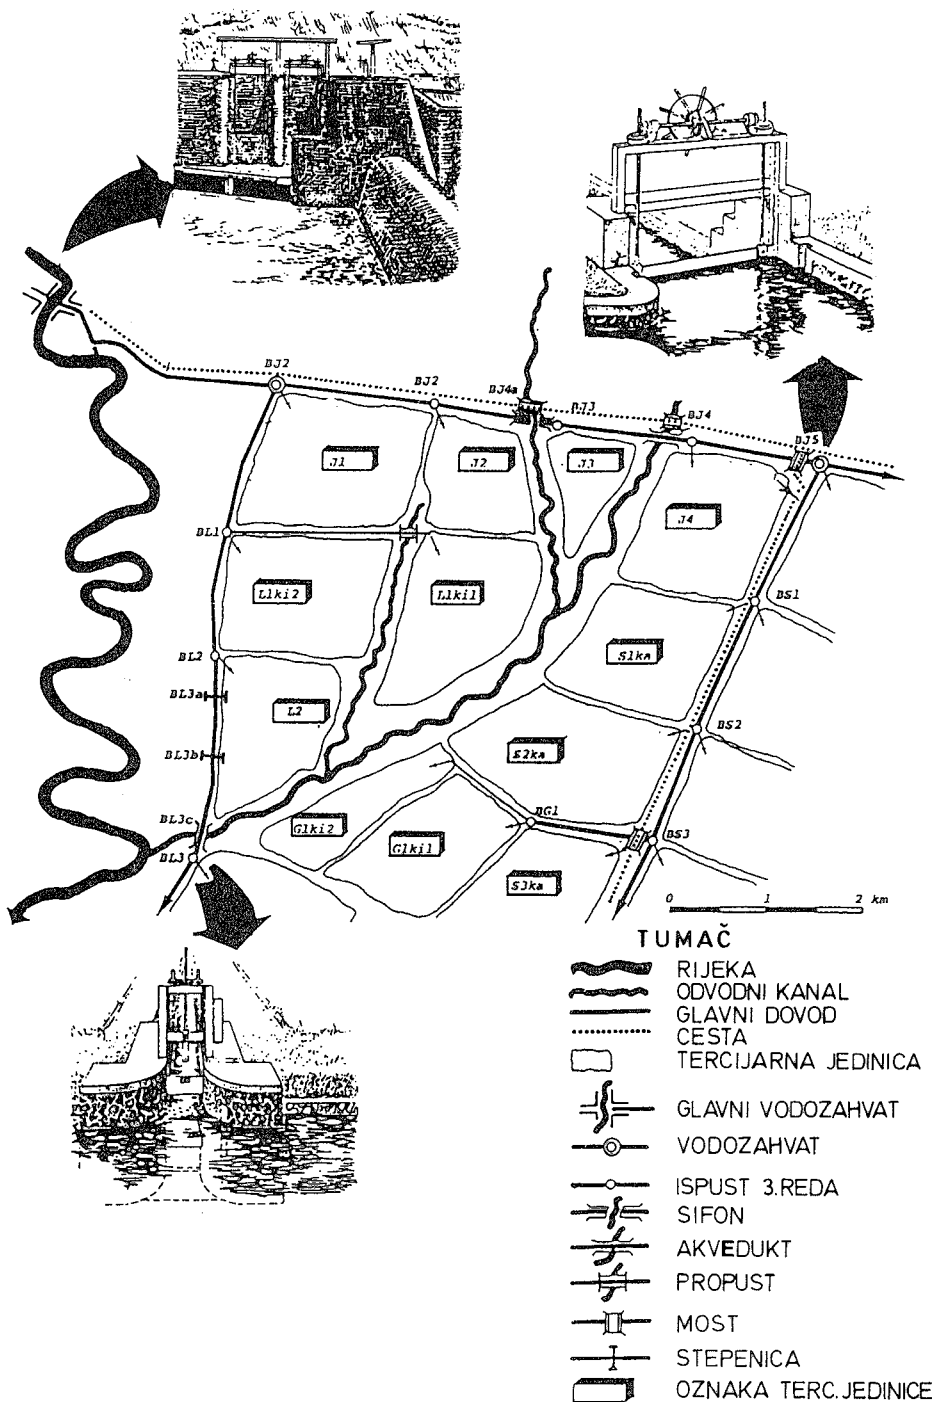 BJ2
BJ2
BJ4a
BJ3
BJ4
BJ5
J1
J2
J3
J4
BL1
L1ki2
L1ki1
BS1
S1ka
BL2
BL3a
L2
BS2
BL3b
S2ka
BL3c
G1ki2
BG1
BL3
G1ki1
BS3
S3ka
0 1 2 km
TUMAČ
RIJEKA
ODVODNI KANAL
GLAVNI DOVOD
CESTA
TERCIJARNA JEDINICA
GLAVNI VODOZAHVAT
VODOZAHVAT
ISPUST 3.REDA
SIFON
AKVEDUKT
PROPUST
MOST
STEPENICA
OZNAKA TERC.JEDINICE